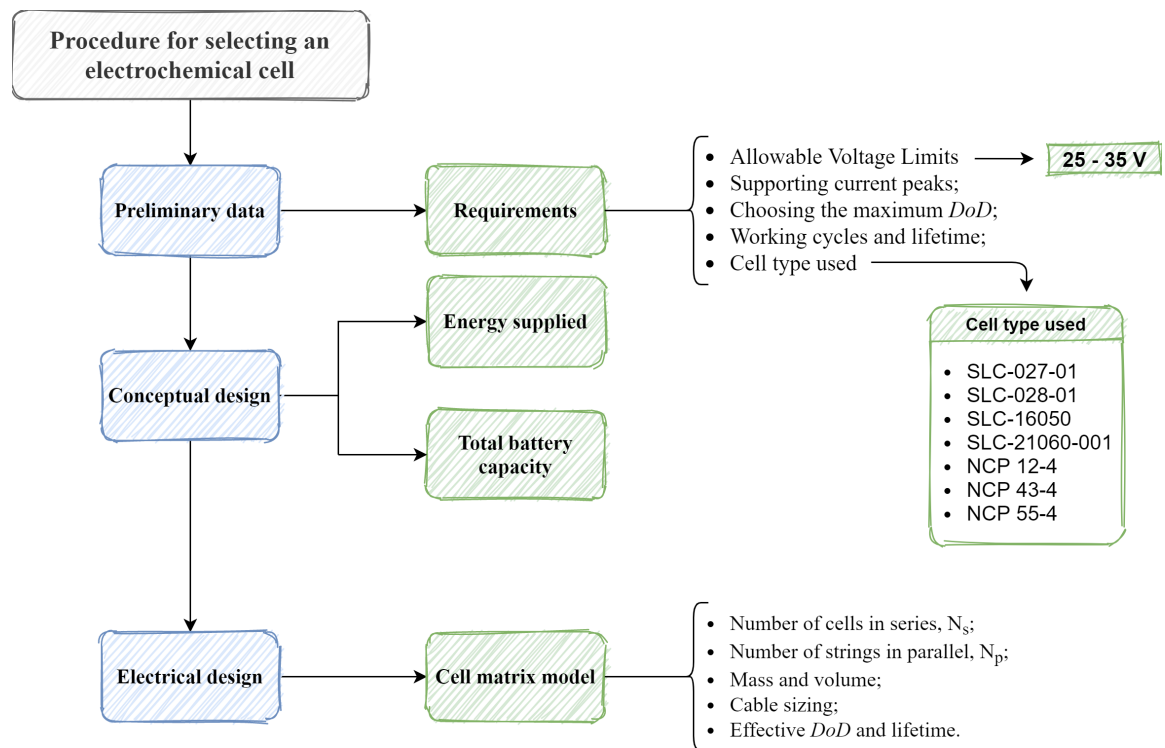 Procedure for selecting an
electrochemical cell
Preliminary data
Requirements
• Allowable Voltage Limits
25 - 35 V
• Supporting current peaks;
• Choosing the maximum DoD;
• Working cycles and lifetime;
• Cell type used
Cell type used
• SLC-027-01
• SLC-028-01
• SLC-16050
• SLC-21060-001
• NCP 12-4
• NCP 43-4
• NCP 55-4
Conceptual design
Energy supplied
Total battery
capacity
Electrical design
Cell matrix model
• Number of cells in series, Ns;
• Number of strings in parallel, Np;
• Mass and volume;
• Cable sizing;
• Effective DoD and lifetime.